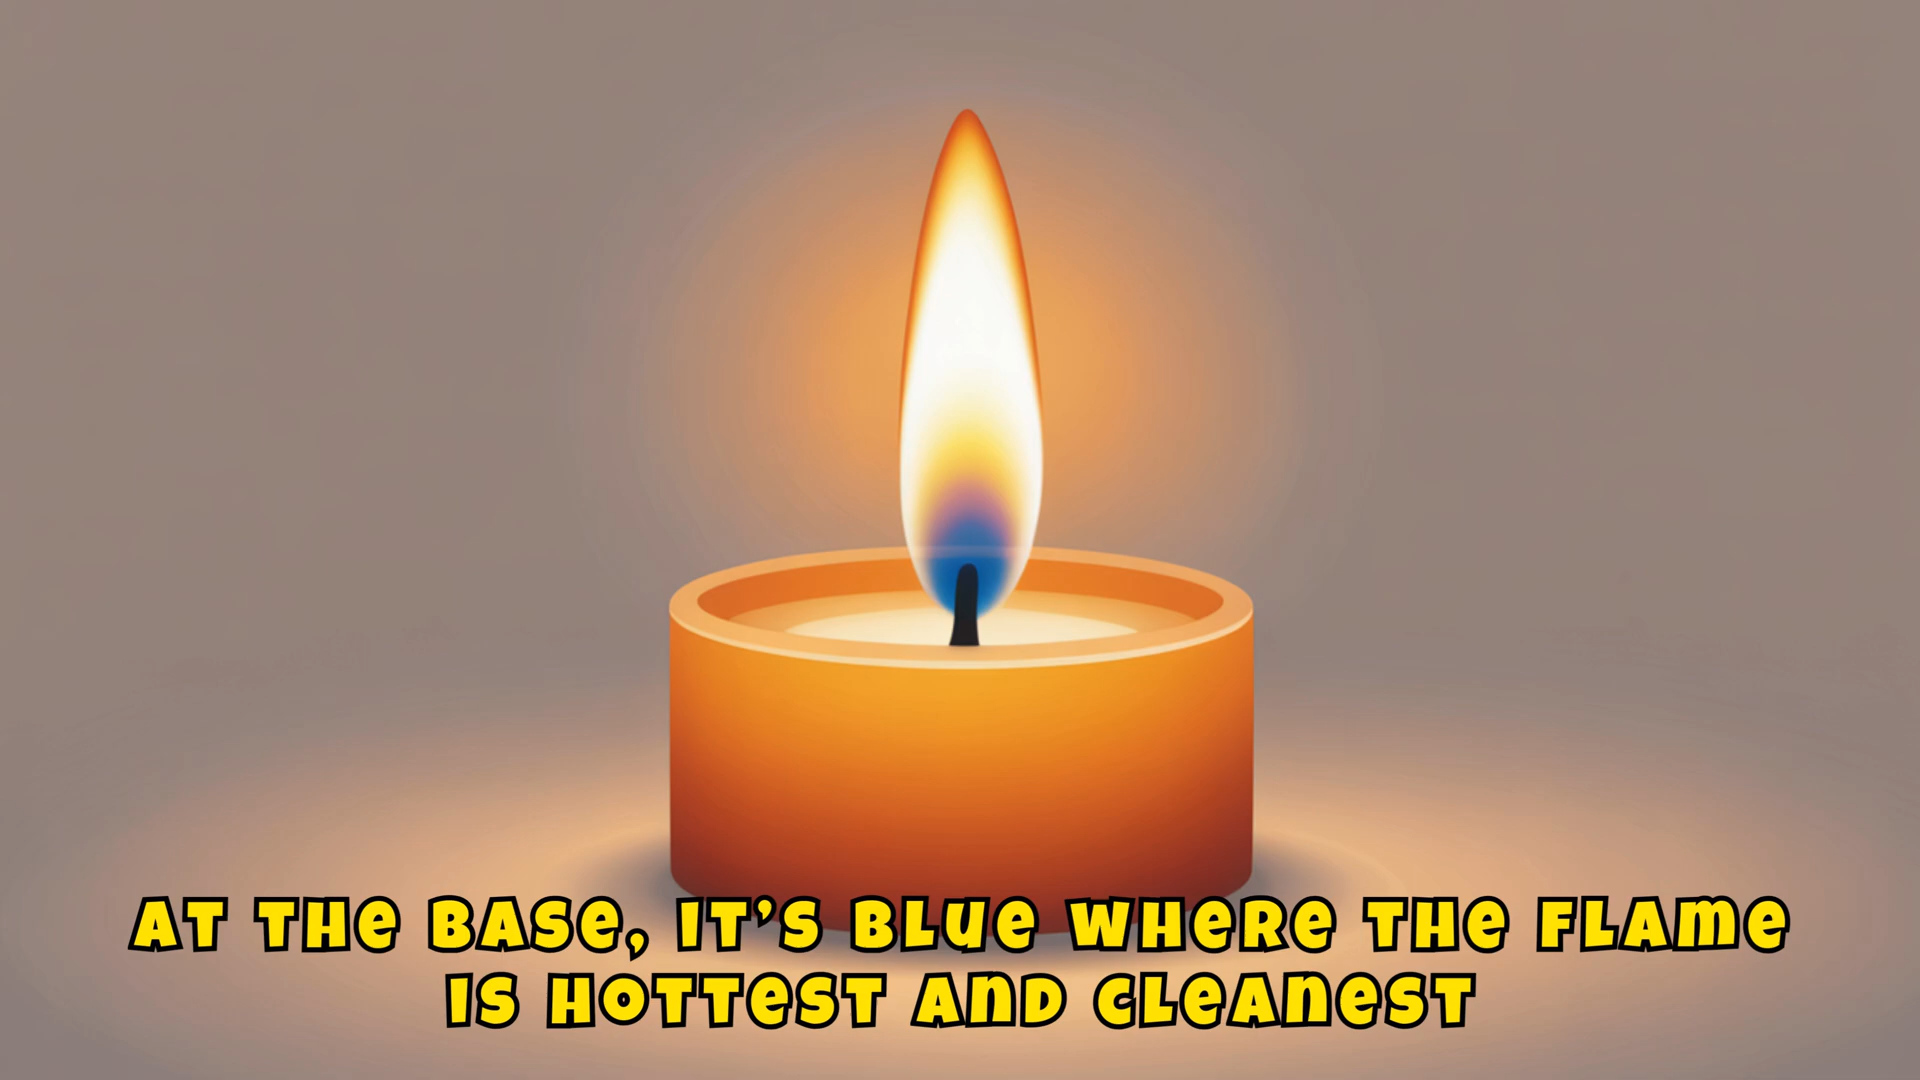 AT THE BASE, IT'S BLUE WHERE THE FLAME
IS HOTTEST AND CLEANEST